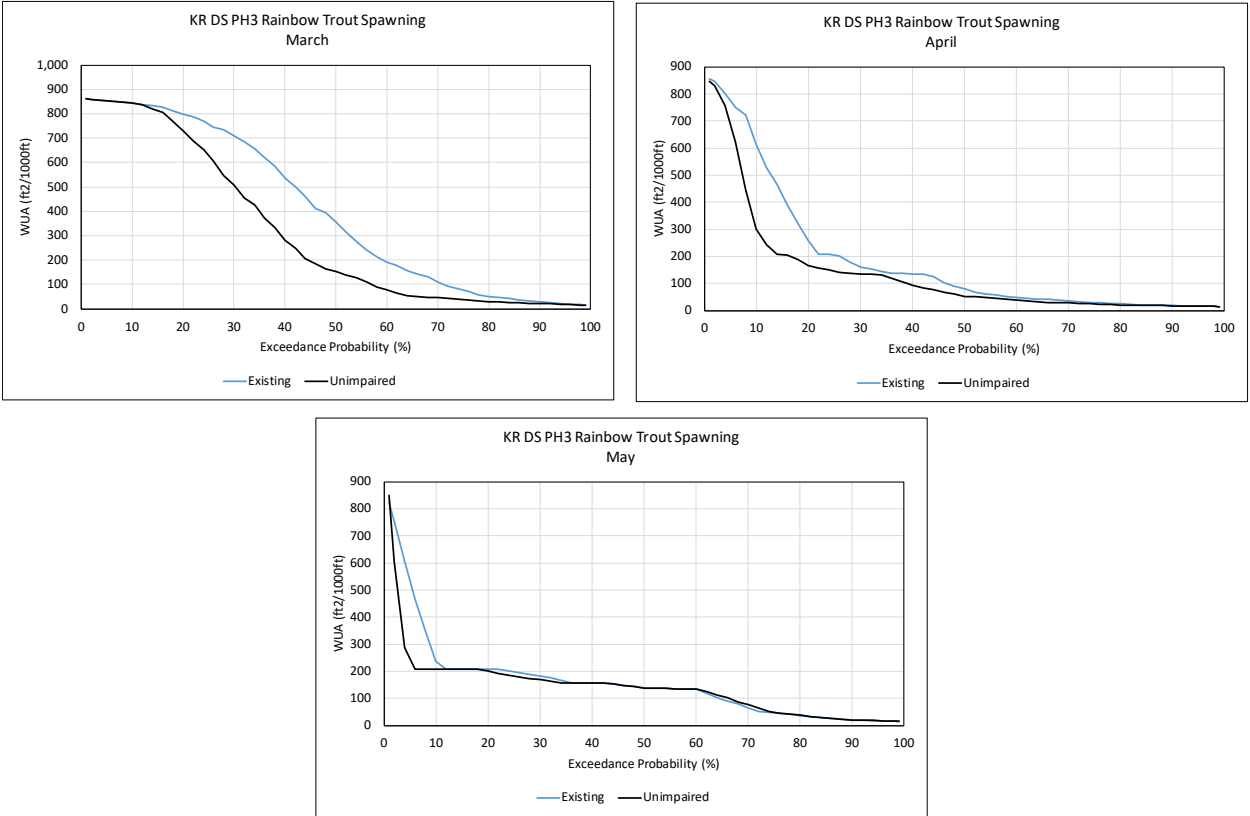 KR DS PH3 Rainbow Trout Spawning
March
1,000
900
800
700
600
500
400
300
200
100
0
WUA (ft2/1000ft)
0 10 20 30 40 50 60 70 80 90 100
Exceedance Probability (%)
Existing Unimpaired
KR DS PH3 Rainbow Trout Spawning
April
900
800
700
600
500
400
300
200
100
0
WUA (ft2/1000ft)
0 10 20 30 40 50 60 70 80 90 100
Exceedance Probability (%)
Existing Unimpaired
KR DS PH3 Rainbow Trout Spawning
May
900
800
700
600
500
400
300
200
100
0
WUA (ft2/1000ft)
0 10 20 30 40 50 60 70 80 90 100
Exceedance Probability (%)
Existing Unimpaired